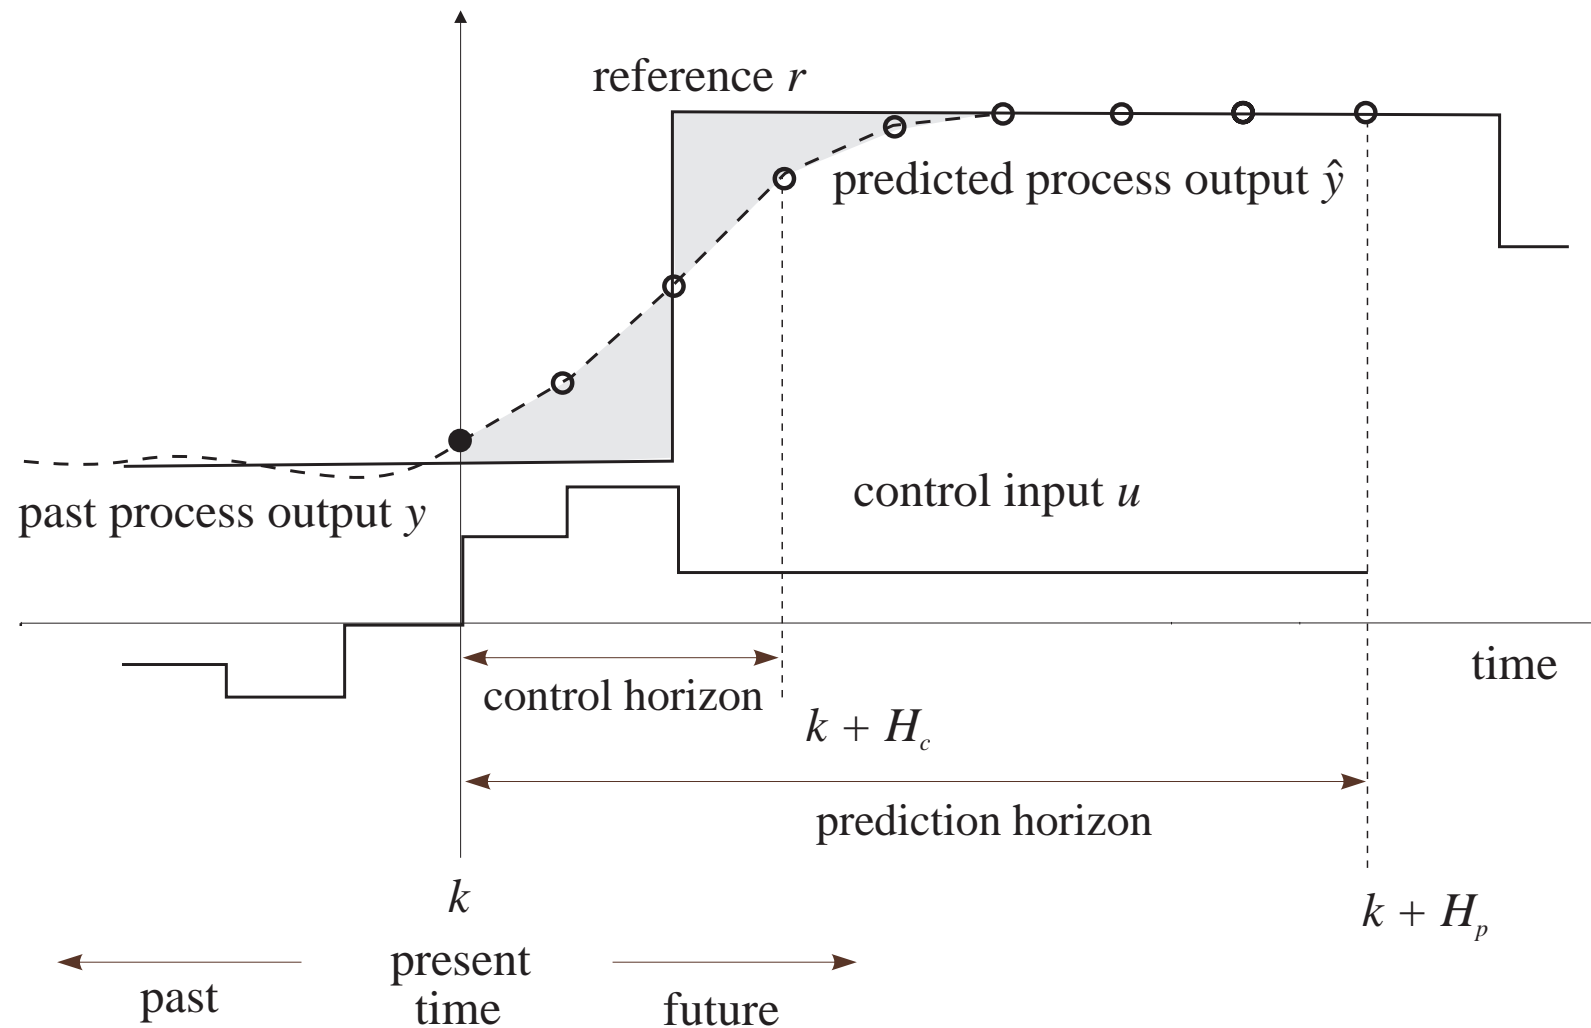 reference r
predicted process output ŷ
control input u
past process output y
time
control horizon
k + H_c
prediction horizon
k
k + H_p
present
time
past
future